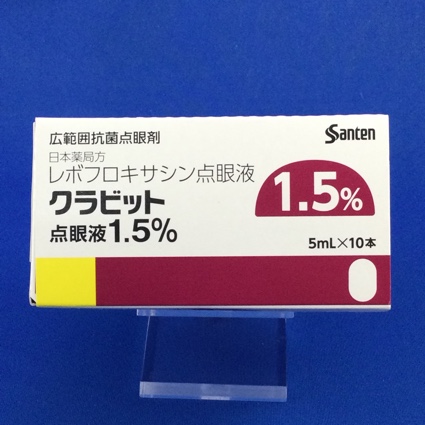 Santen
広範囲抗菌点眼剤
日本薬局方
レボフロキサシン点眼液
クラビット
点眼液1.5%
1.5%
5mL×10本